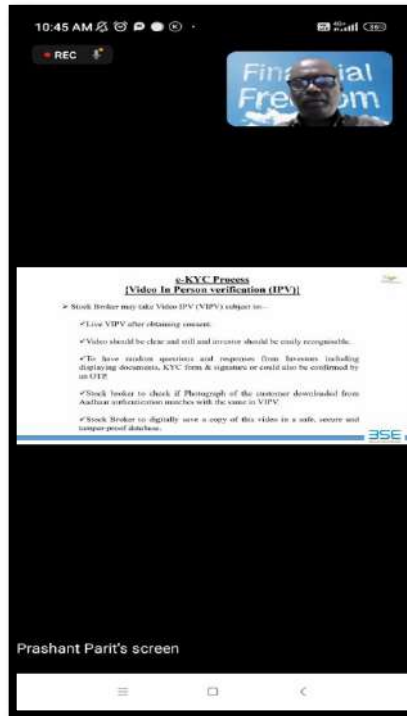 10:45 AM
REC
Financial
Freedom
e-KYC Process
[Video In Person verification (IPV)]
➤ Stock Broker may take Video IPV (VIPV) subject to:-
✓Live VIPV after obtaining consent.
✓Video should be clear and still and investor should be easily recognisable.
✓To have random questions and responses from Investors including
displaying documents, KYC form & signature or could also be confirmed by
an OTP.
✓Stock broker to check if Photograph of the customer downloaded from
Aadhaar authentication matches with the same in VIPV.
✓Stock Broker to digitally save a copy of this video in a safe, secure and
tamper-proof database.
BSE
Prashant Parit's screen